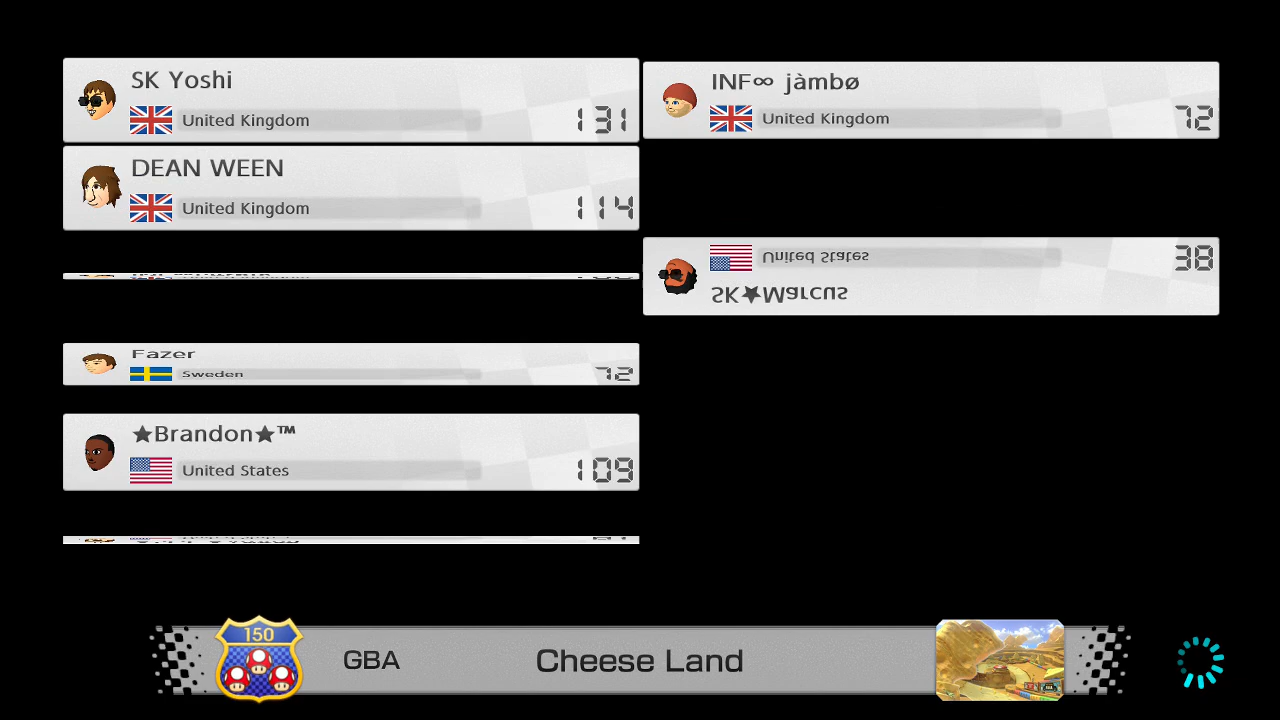 SK Yoshi
United Kingdom
131
DEAN WEEN
United Kingdom
114
Fazer
Sweden
72
★Brandon★™
United States
109
INF∞ jàmbø
United Kingdom
72
United States
38
SK★Marcus
150
GBA
Cheese Land